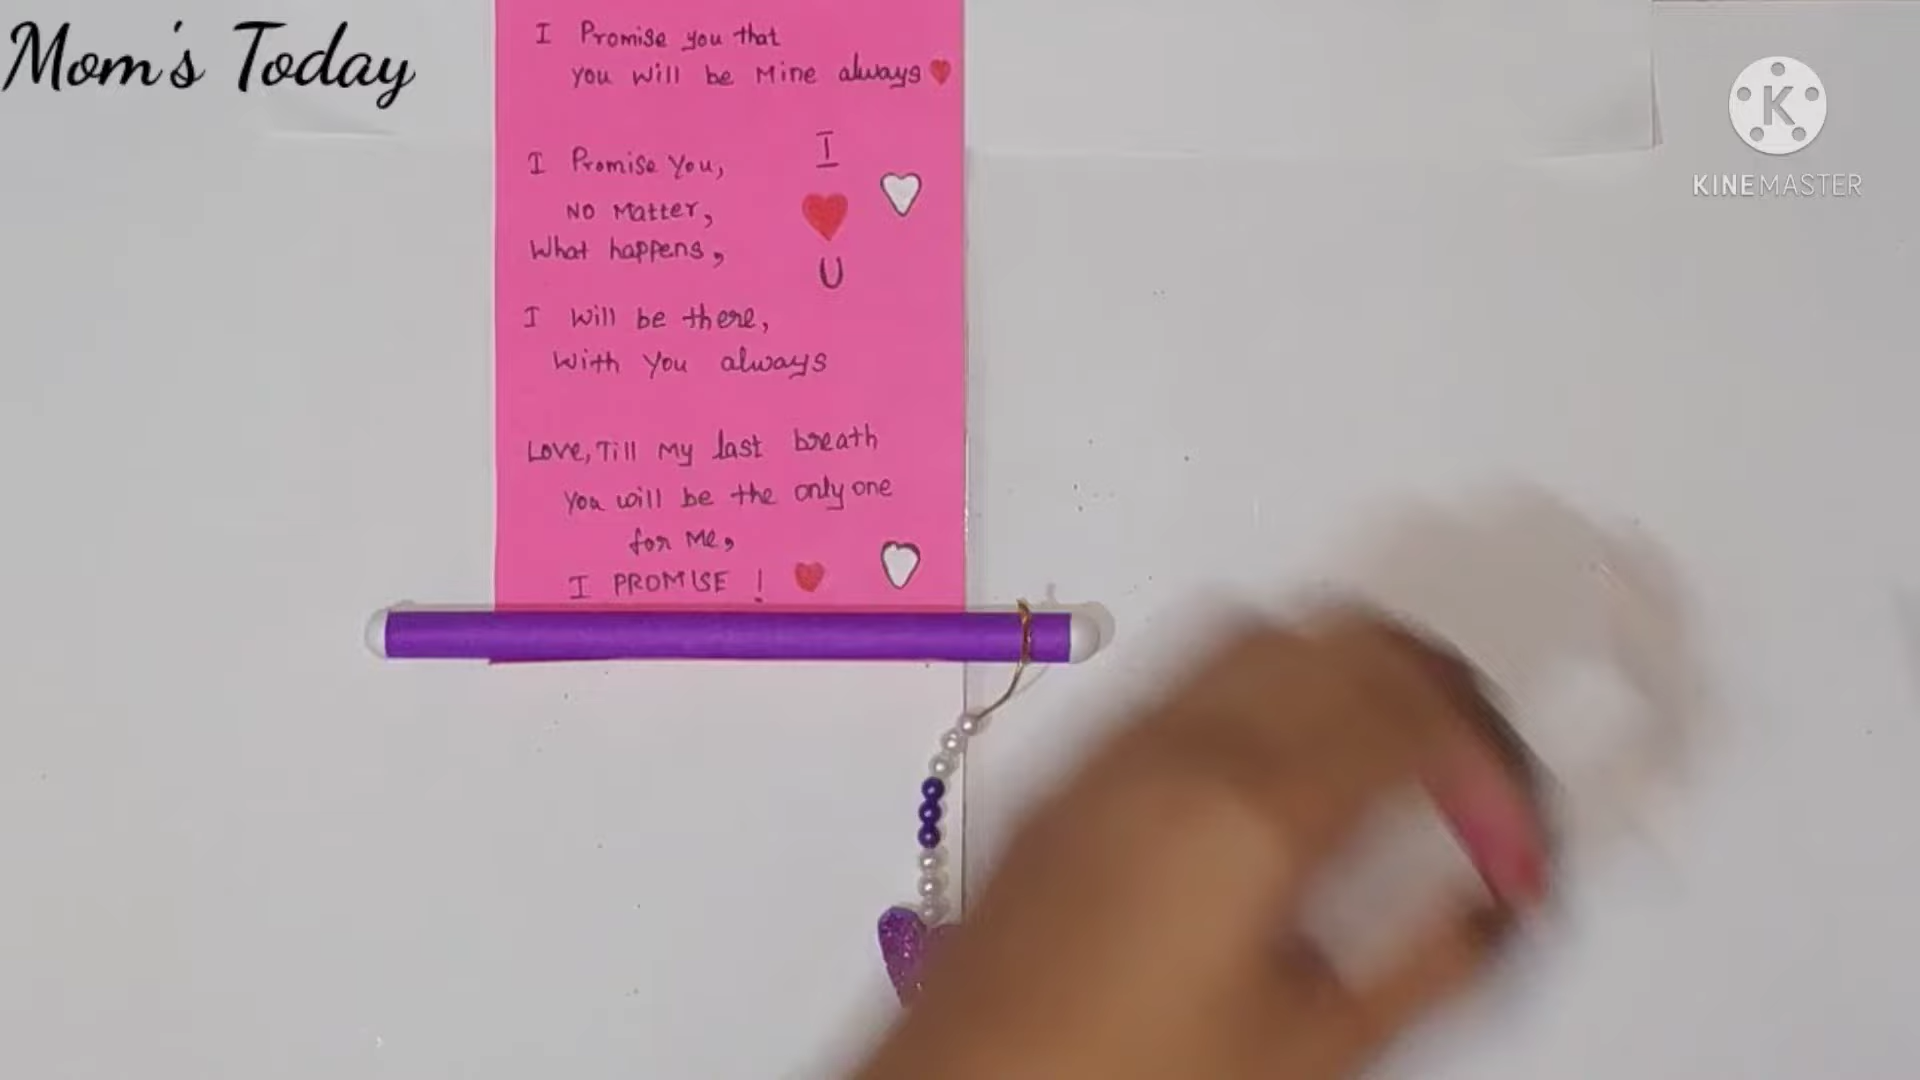 Mom's Today
KINEMASTER
I Promise you that
you will be Mine always
I Promise You,
No Matter,
What happens,
I
U
I will be there,
With You always
Love, Till My last breath
You will be the only one
for Me,
I PROMISE !